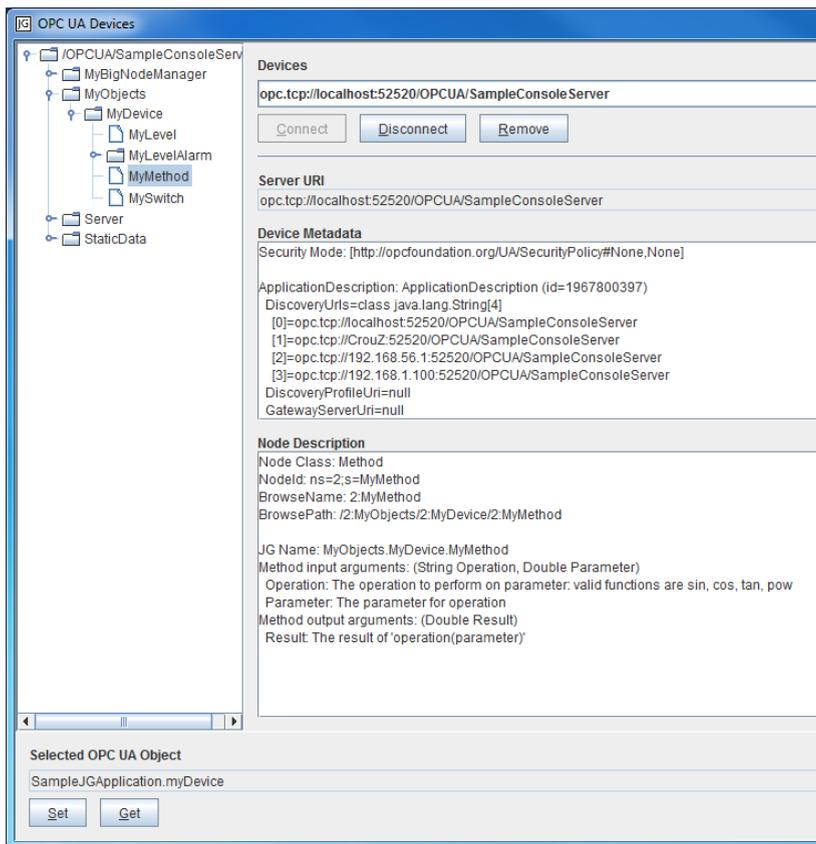 JG OPC UA Devices
/OPCUA/SampleConsoleServ
MyBigNodeManager
MyObjects
MyDevice
MyLevel
MyLevelAlarm
MyMethod
MySwitch
Server
StaticData
Devices
opc.tcp://localhost:52520/OPCUA/SampleConsoleServer
Connect Disconnect Remove
Server URI
opc.tcp://localhost:52520/OPCUA/SampleConsoleServer
Device Metadata
Security Mode: [http://opcfoundation.org/UA/SecurityPolicy#None,None]
ApplicationDescription: ApplicationDescription (id=1967800397)
DiscoveryUrls=class java.lang.String[4]
[0]=opc.tcp://localhost:52520/OPCUA/SampleConsoleServer
[1]=opc.tcp://CrouZ:52520/OPCUA/SampleConsoleServer
[2]=opc.tcp://192.168.56.1:52520/OPCUA/SampleConsoleServer
[3]=opc.tcp://192.168.1.100:52520/OPCUA/SampleConsoleServer
DiscoveryProfileUri=null
GatewayServerUri=null
Node Description
Node Class: Method
NodeId: ns=2;s=MyMethod
BrowseName: 2:MyMethod
BrowsePath: /2:MyObjects/2:MyDevice/2:MyMethod
JG Name: MyObjects.MyDevice.MyMethod
Method input arguments: (String Operation, Double Parameter)
Operation: The operation to perform on parameter: valid functions are sin, cos, tan, pow
Parameter: The parameter for operation
Method output arguments: (Double Result)
Result: The result of 'operation(parameter)'
Selected OPC UA Object
SampleJGApplication.myDevice
Set Get